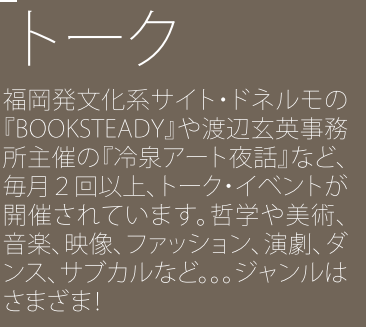 トーク
福岡発文化系サイト・ドネルモの
『BOOKSTEADY』や渡辺玄英事務
所主催の『冷泉アート夜話』など、
毎月２回以上、トーク・イベントが
開催されています。哲学や美術、
音楽、映像、ファッション、演劇、ダ
ンス、サブカルなど。。。ジャンルは
さまざま！